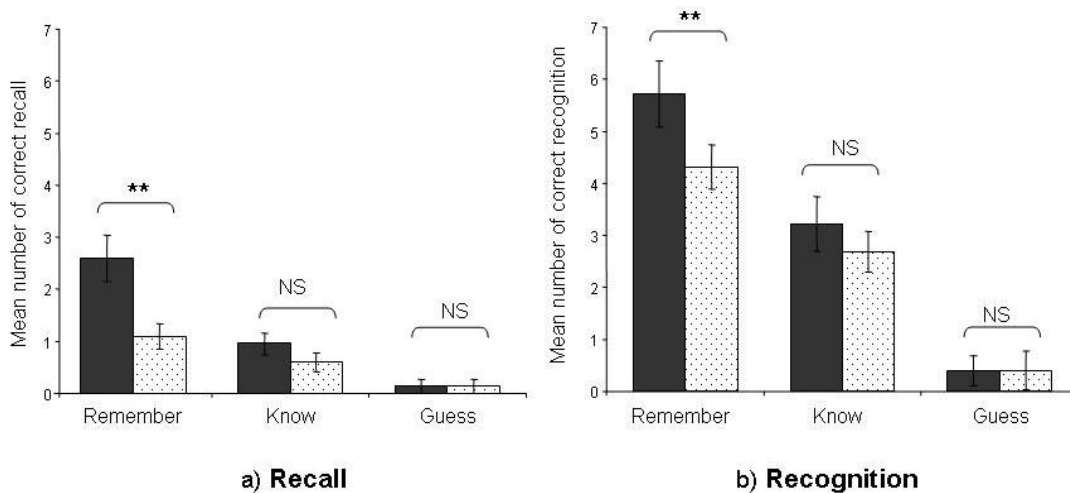 Mean number of correct recall
7
6
5
4
3
2
1
0
**
NS
NS
Remember
Know
Guess
a) Recall
Mean number of correct recognition
7
6
5
4
3
2
1
0
**
NS
NS
Remember
Know
Guess
b) Recognition